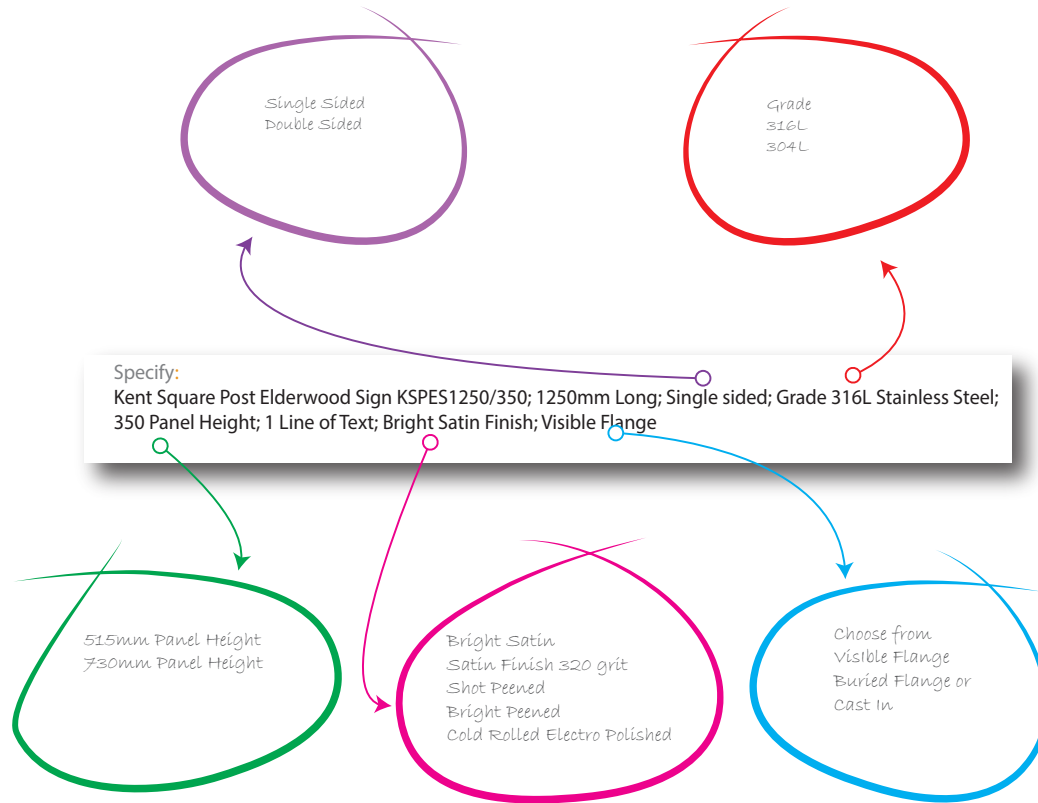 Single Sided
Double Sided
Grade
316L
304L
Specify:
Kent Square Post Elderwood Sign KSPES1250/350; 1250mm Long; Single sided; Grade 316L Stainless Steel;
350 Panel Height; 1 Line of Text; Bright Satin Finish; Visible Flange
515mm Panel Height
730mm Panel Height
Bright Satin
Satin Finish 320 grit
Shot Peened
Bright Peened
Cold Rolled Electro Polished
Choose from
VisIble Flange
Buried Flange or
Cast In